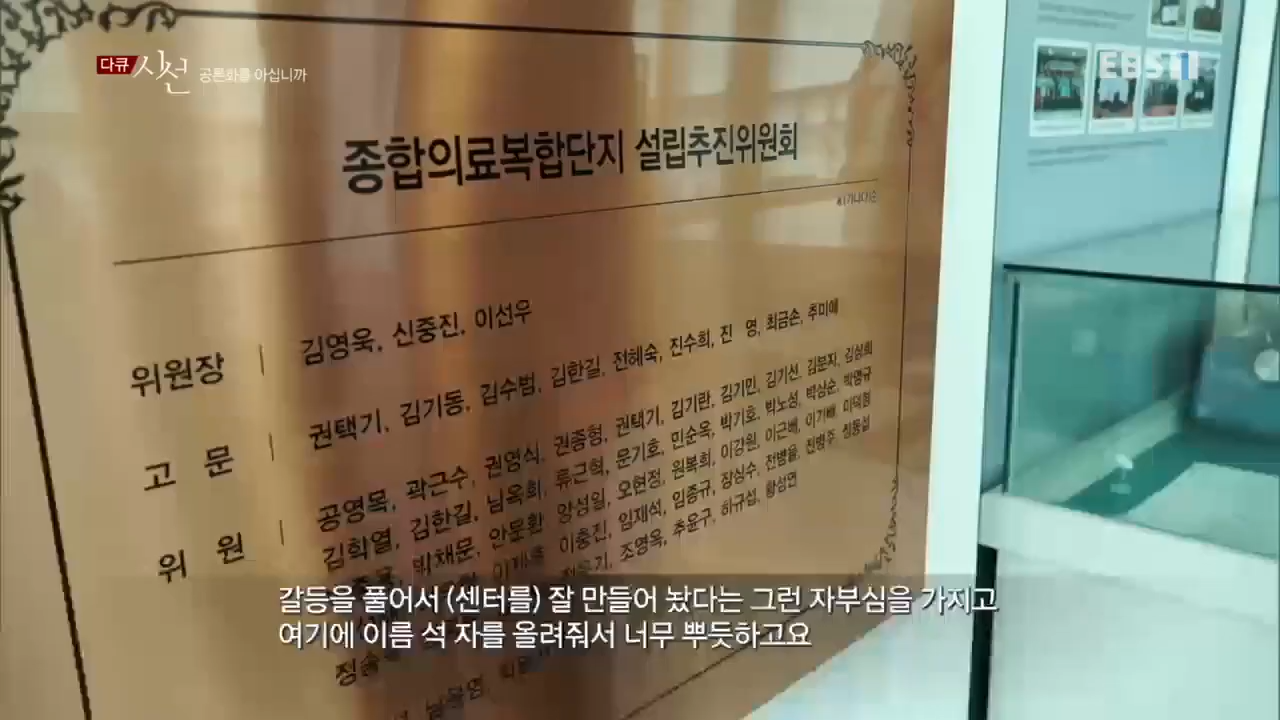 다큐 시선 공론화를 아십니까
EBS1
종합의료복합단지 설립추진위원회
위원장 | 김영욱, 신중진, 이선우
고 문 | 권택기, 김기동, 김수범, 김한길, 전혜숙, 진수희, 진 영, 최금손, 추미애
위 원 | 공영목, 곽근수, 권영식, 권종형, 권택기, 김기란, 김기민, 김기선, 김문자, 김상희
김학열, 김한길, 남옥희, 류근혁, 문기호, 민순옥, 박기호, 박노성, 박상순, 박명규
박채문, 안문환, 양성일, 오현정, 원복희, 이강원, 이근배, 이기배, 이덕형
이충진, 임재석, 임종규, 장심수, 전병율, 전병주, 정동섭
조영옥, 추윤구, 하규섭, 황성연
갈등을 풀어서 (센터를) 잘 만들어 놨다는 그런 자부심을 가지고
여기에 이름 석 자를 올려줘서 너무 뿌듯하고요